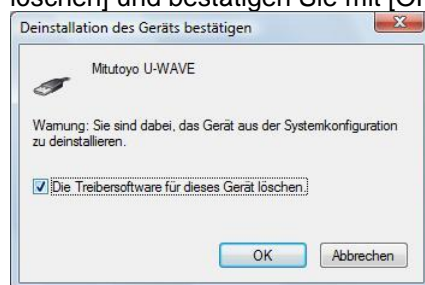 löschen] und bestätigen Sie mit [O
Deinstallation des Geräts bestätigen
Mitutoyo U-WAVE
Warnung: Sie sind dabei, das Gerät aus der Systemkonfiguration
zu deinstallieren.
Die Treibersoftware für dieses Gerät löschen.
OK
Abbrechen